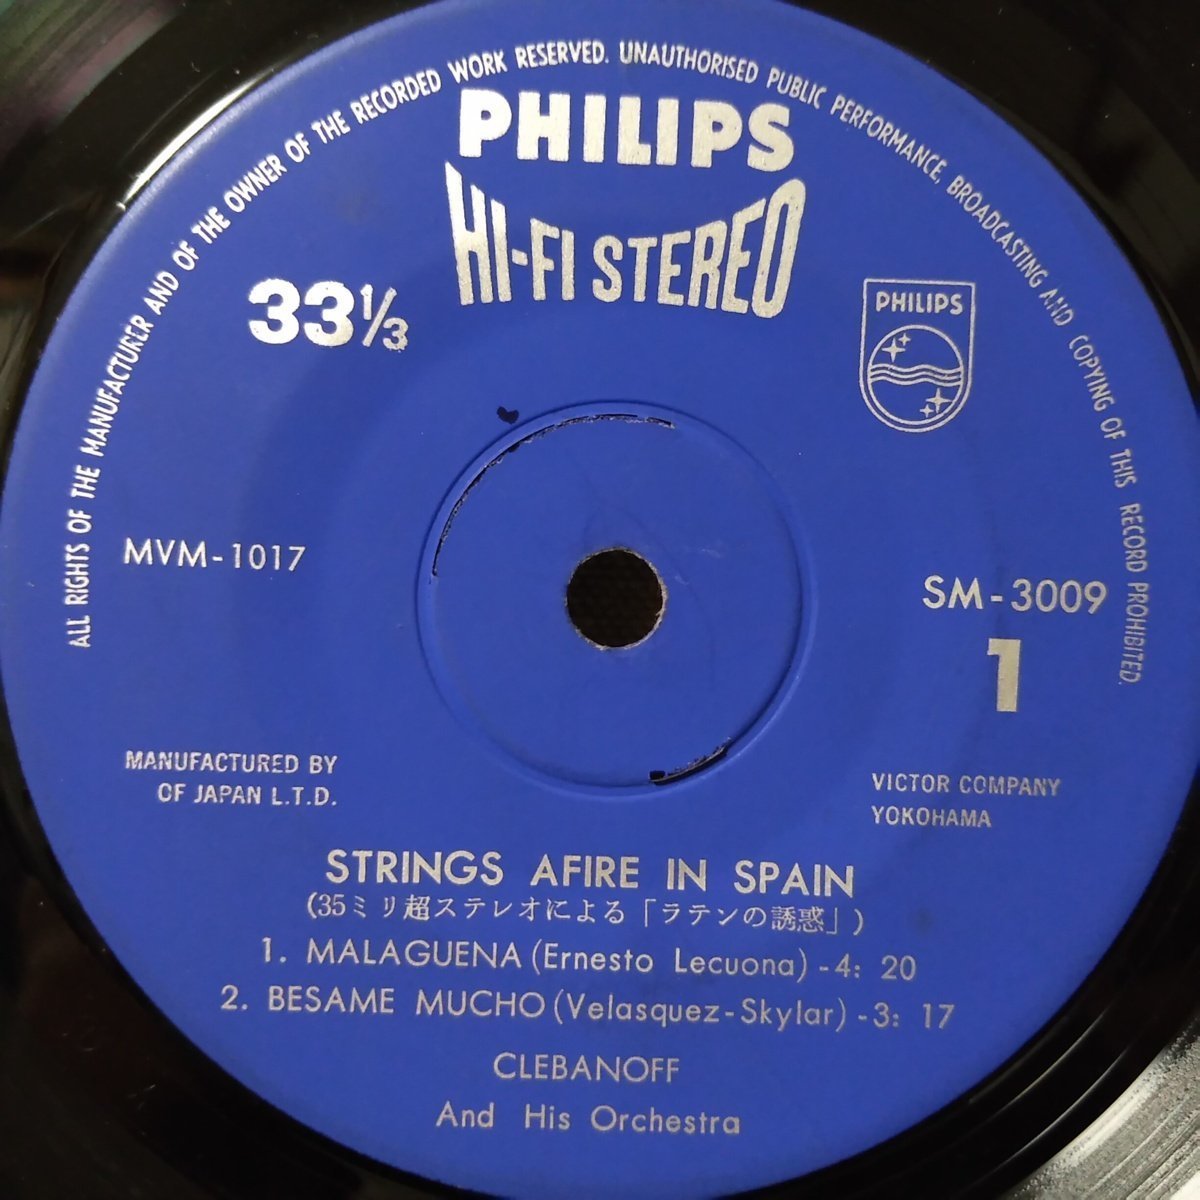 ALL RIGHTS OF THE MANUFACTURER AND OF THE OWNER OF THE RECORDED WORK RESERVED. UNAUTHORISED PUBLIC PERFORMANCE, BROADCASTING AND COPYING OF THIS RECORD PROHIBITED.
PHILIPS
HI-FI STEREO
33⅓
PHILIPS
MVM-1017
SM-3009
1
MANUFACTURED BY
OF JAPAN L.T.D.
VICTOR COMPANY
YOKOHAMA
STRINGS AFIRE IN SPAIN
(35ミリ超ステレオによる「ラテンの誘惑」)
1. MALAGUENA (Ernesto Lecuona) -4: 20
2. BESAME MUCHO (Velasquez-Skylar) -3: 17
CLEBANOFF
And His Orchestra